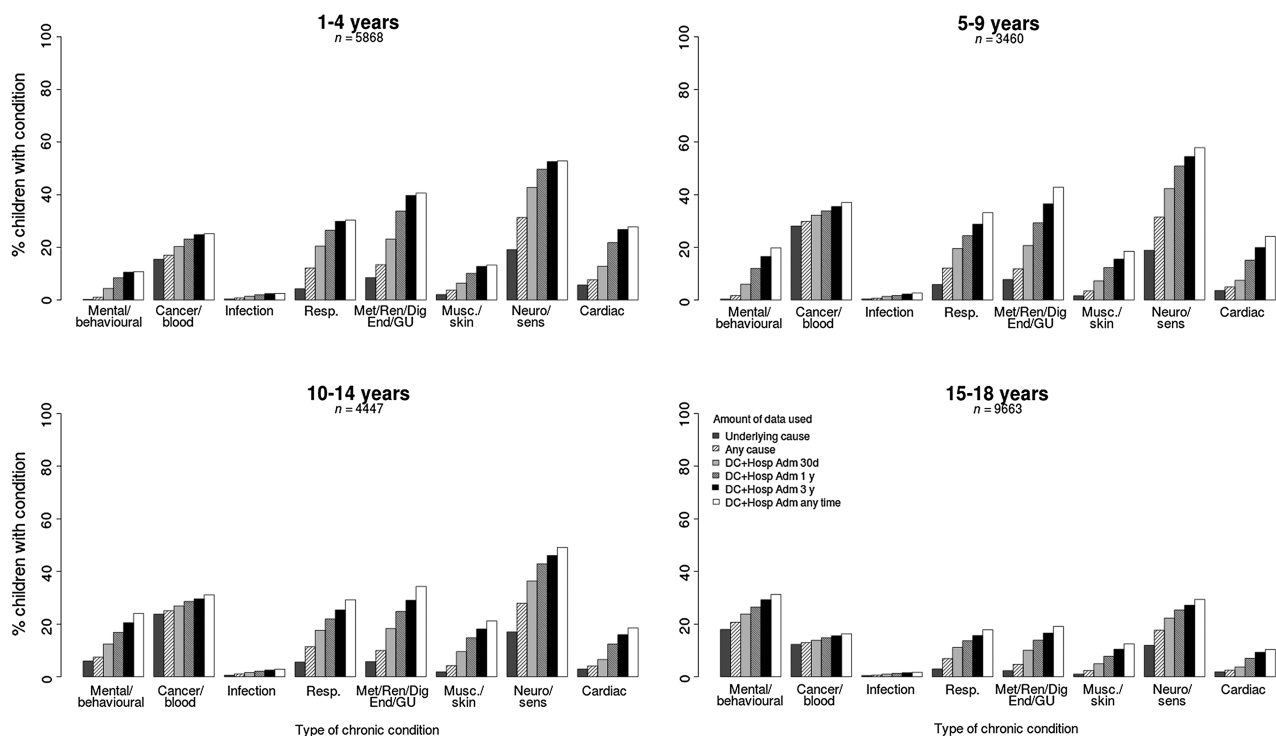 1-4 years
n = 5868
% children with condition
100
80
60
40
20
0
Mental/
behavioural
Cancer/
blood
Infection
Resp.
Met/Ren/Dig
End/GU
Musc./
skin
Neuro/
sens
Cardiac
5-9 years
n = 3460
100
80
60
40
20
0
Mental/
behavioural
Cancer/
blood
Infection
Resp.
Met/Ren/Dig
End/GU
Musc./
skin
Neuro/
sens
Cardiac
10-14 years
n = 4447
% children with condition
100
80
60
40
20
0
Mental/
behavioural
Cancer/
blood
Infection
Resp.
Met/Ren/Dig
End/GU
Musc./
skin
Neuro/
sens
Cardiac
Type of chronic condition
15-18 years
n = 9663
100
80
60
40
20
0
Amount of data used
Underlying cause
Any cause
DC+Hosp Adm 30d
DC+Hosp Adm 1 y
DC+Hosp Adm 3 y
DC+Hosp Adm any time
Mental/
behavioural
Cancer/
blood
Infection
Resp.
Met/Ren/Dig
End/GU
Musc./
skin
Neuro/
sens
Cardiac
Type of chronic condition